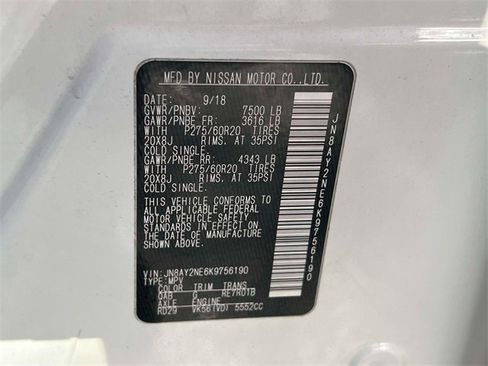 MFD BY NISSAN MOTOR CO.,LTD.
DATE: 9/18
GVWR/PNBV: 7500 LB
GAWR/PNBE FR: 3616 LB
WITH P275/60R20 TIRES
20X8J RIMS. AT 35PSI
COLD SINGLE.
GAWR/PNBE RR: 4343 LB
WITH P275/60R20 TIRES
20X8J RIMS. AT 35PSI
COLD SINGLE.
THIS VEHICLE CONFORMS TO
ALL APPLICABLE FEDERAL
MOTOR VEHICLE SAFETY
STANDARDS IN EFFECT ON
THE DATE OF MANUFACTURE
SHOWN ABOVE.
VIN: JN8AY2NE6K9756190
TYPE: MPV
COLOR TRIM TRANS
QAB G RE7R01B
AXLE ENGINE
RD29 VK56(VD) 5552CC
JN8AY2NE6K9756190